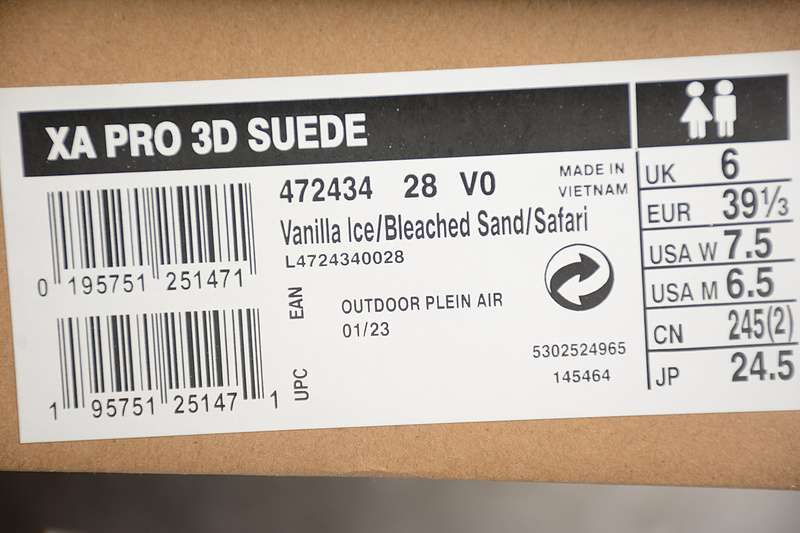 XA PRO 3D SUEDE
472434 28 V0
MADE IN
VIETNAM
Vanilla Ice/Bleached Sand/Safari
L4724340028
0 195751 251471
EAN
OUTDOOR PLEIN AIR
01/23
5302524965
145464
1 95751 25147 1
UPC
UK 6
EUR 39⅓
USA W 7.5
USA M 6.5
CN 245(2)
JP 24.5